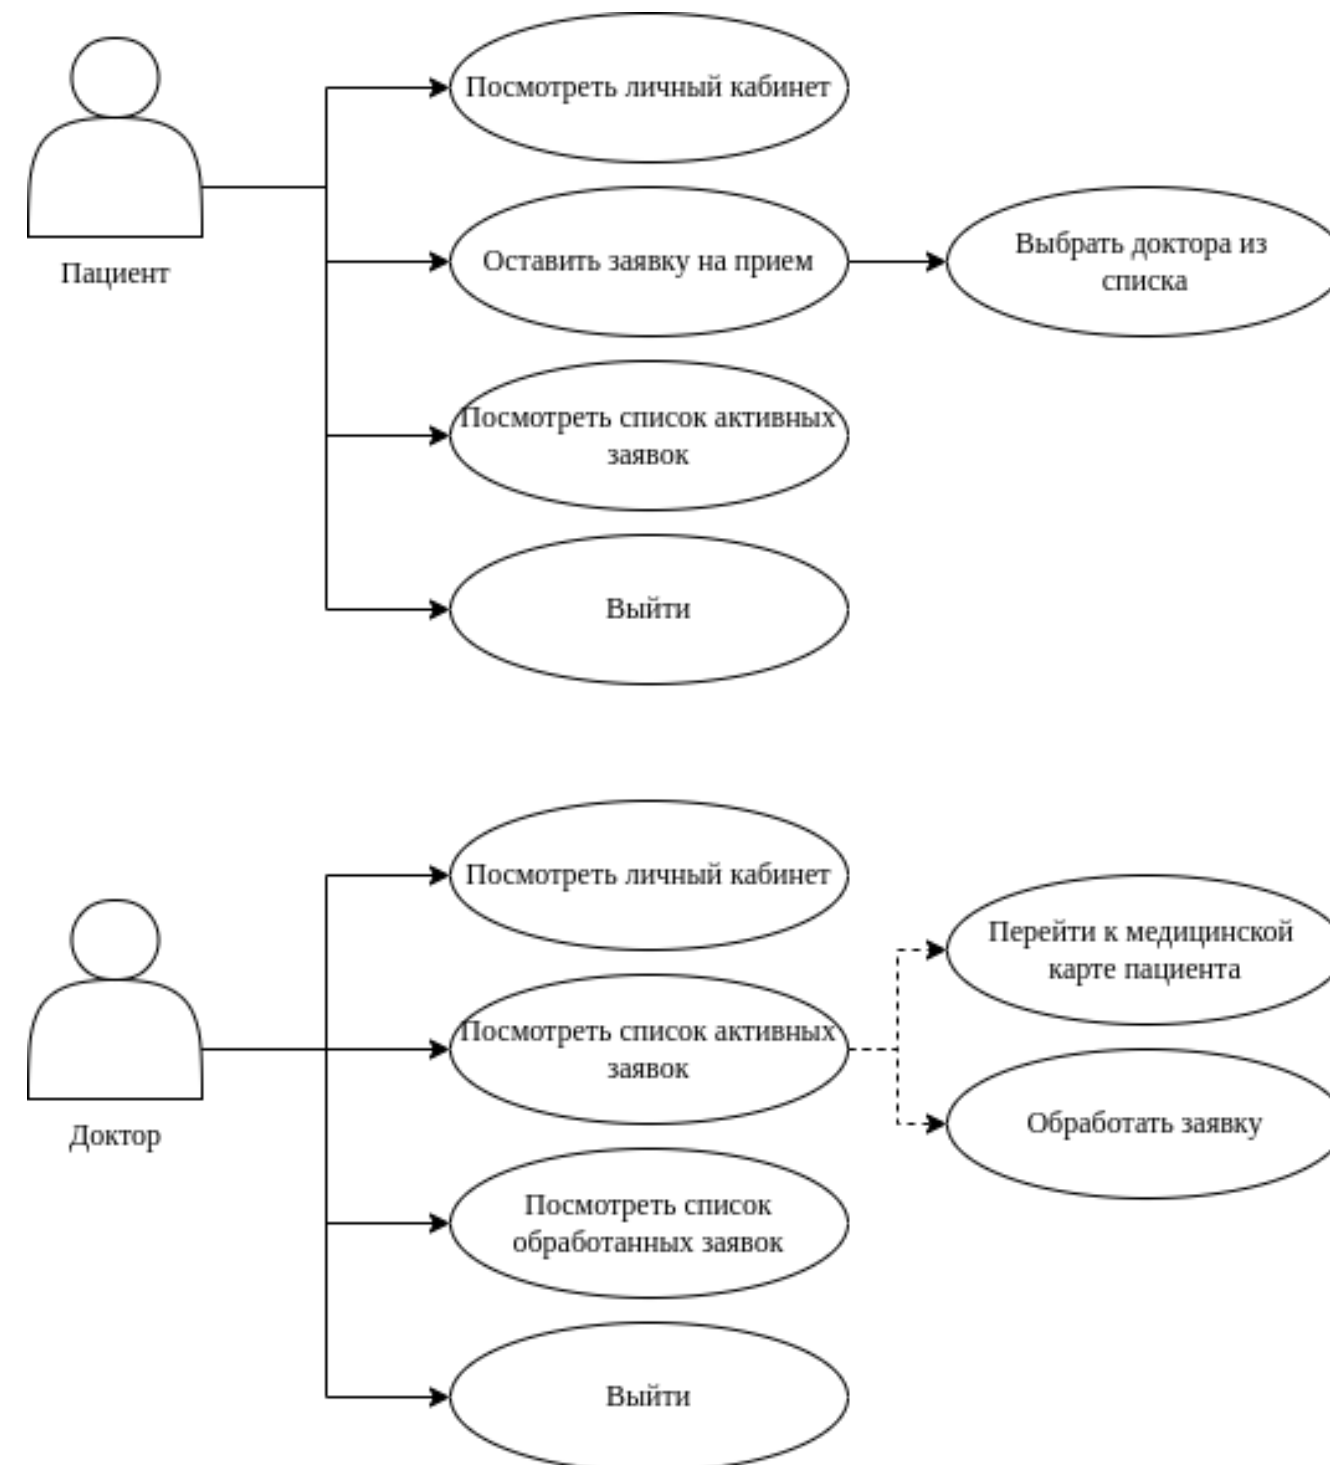 Посмотреть личный кабинет
Пациент
Оставить заявку на прием
Выбрать доктора из
списка
Посмотреть список активных
заявок
Выйти
Посмотреть личный кабинет
Доктор
Посмотреть список активных
заявок
Перейти к медицинской
карте пациента
Обработать заявку
Посмотреть список
обработанных заявок
Выйти